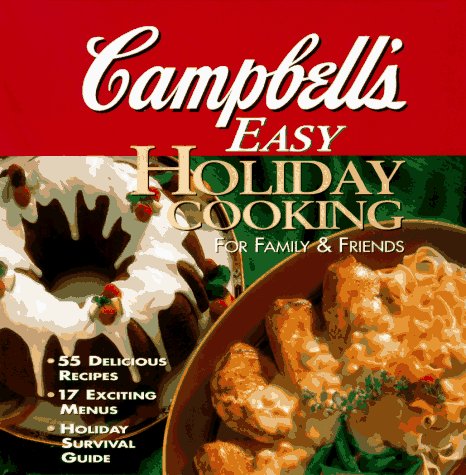 Campbell's
EASY
HOLIDAY
COOKING
FOR FAMILY & FRIENDS
• 55 DELICIOUS
RECIPES
• 17 EXCITING
MENUS
• HOLIDAY
SURVIVAL
GUIDE